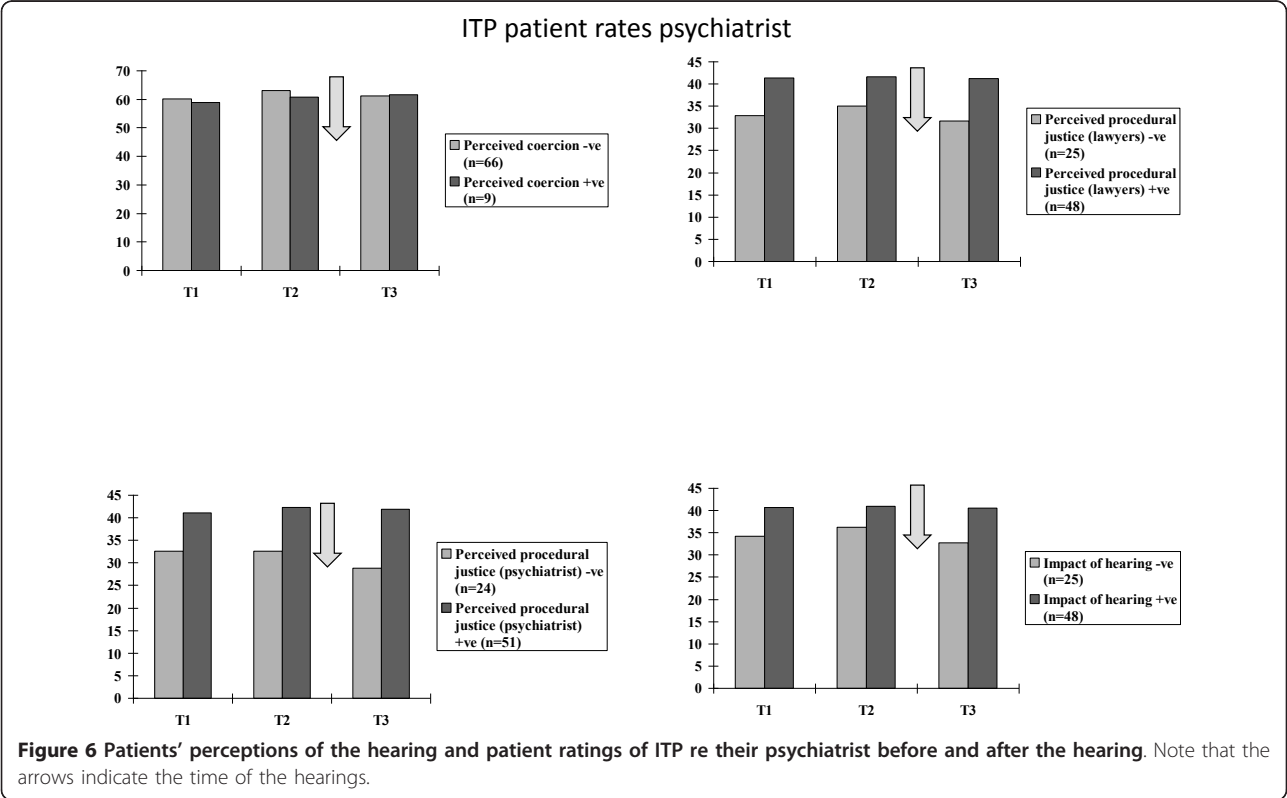 ITP patient rates psychiatrist
70
60
50
40
30
20
10
0
T1 T2 T3
Perceived coercion -ve
(n=66)
Perceived coercion +ve
(n=9)
45
40
35
30
25
20
15
10
5
0
T1 T2 T3
Perceived procedural
justice (lawyers) -ve
(n=25)
Perceived procedural
justice (lawyers) +ve
(n=48)
45
40
35
30
25
20
15
10
5
0
T1 T2 T3
Perceived procedural
justice (psychiatrist) -ve
(n=24)
Perceived procedural
justice (psychiatrist)
+ve (n=51)
45
40
35
30
25
20
15
10
5
0
T1 T2 T3
Impact of hearing -ve
(n=25)
Impact of hearing +ve
(n=48)
Figure 6 Patients' perceptions of the hearing and patient ratings of ITP re their psychiatrist before and after the hearing. Note that the
arrows indicate the time of the hearings.